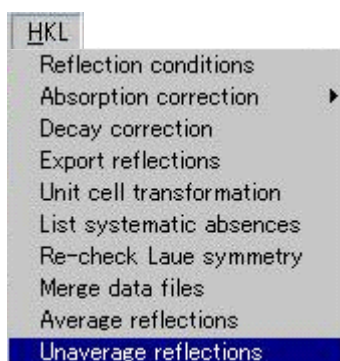 HKL
Reflection conditions
Absorption correction
Decay correction
Export reflections
Unit cell transformation
List systematic absences
Re-check Laue symmetry
Merge data files
Average reflections
Unaverage reflections